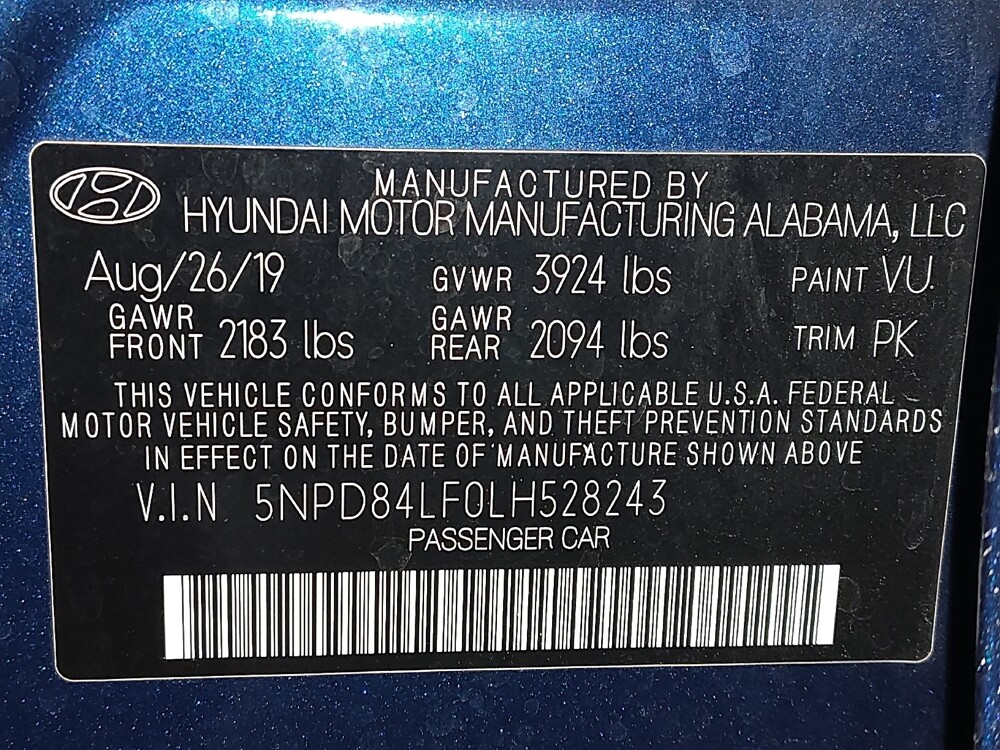 MANUFACTURED BY
HYUNDAI MOTOR MANUFACTURING ALABAMA, LLC
Aug/26/19 GVWR 3924 lbs PAINT VU
GAWR FRONT 2183 lbs GAWR REAR 2094 lbs TRIM PK
THIS VEHICLE CONFORMS TO ALL APPLICABLE U.S.A. FEDERAL
MOTOR VEHICLE SAFETY, BUMPER, AND THEFT PREVENTION STANDARDS
IN EFFECT ON THE DATE OF MANUFACTURE SHOWN ABOVE
V.I.N 5NPD84LF0LH528243
PASSENGER CAR